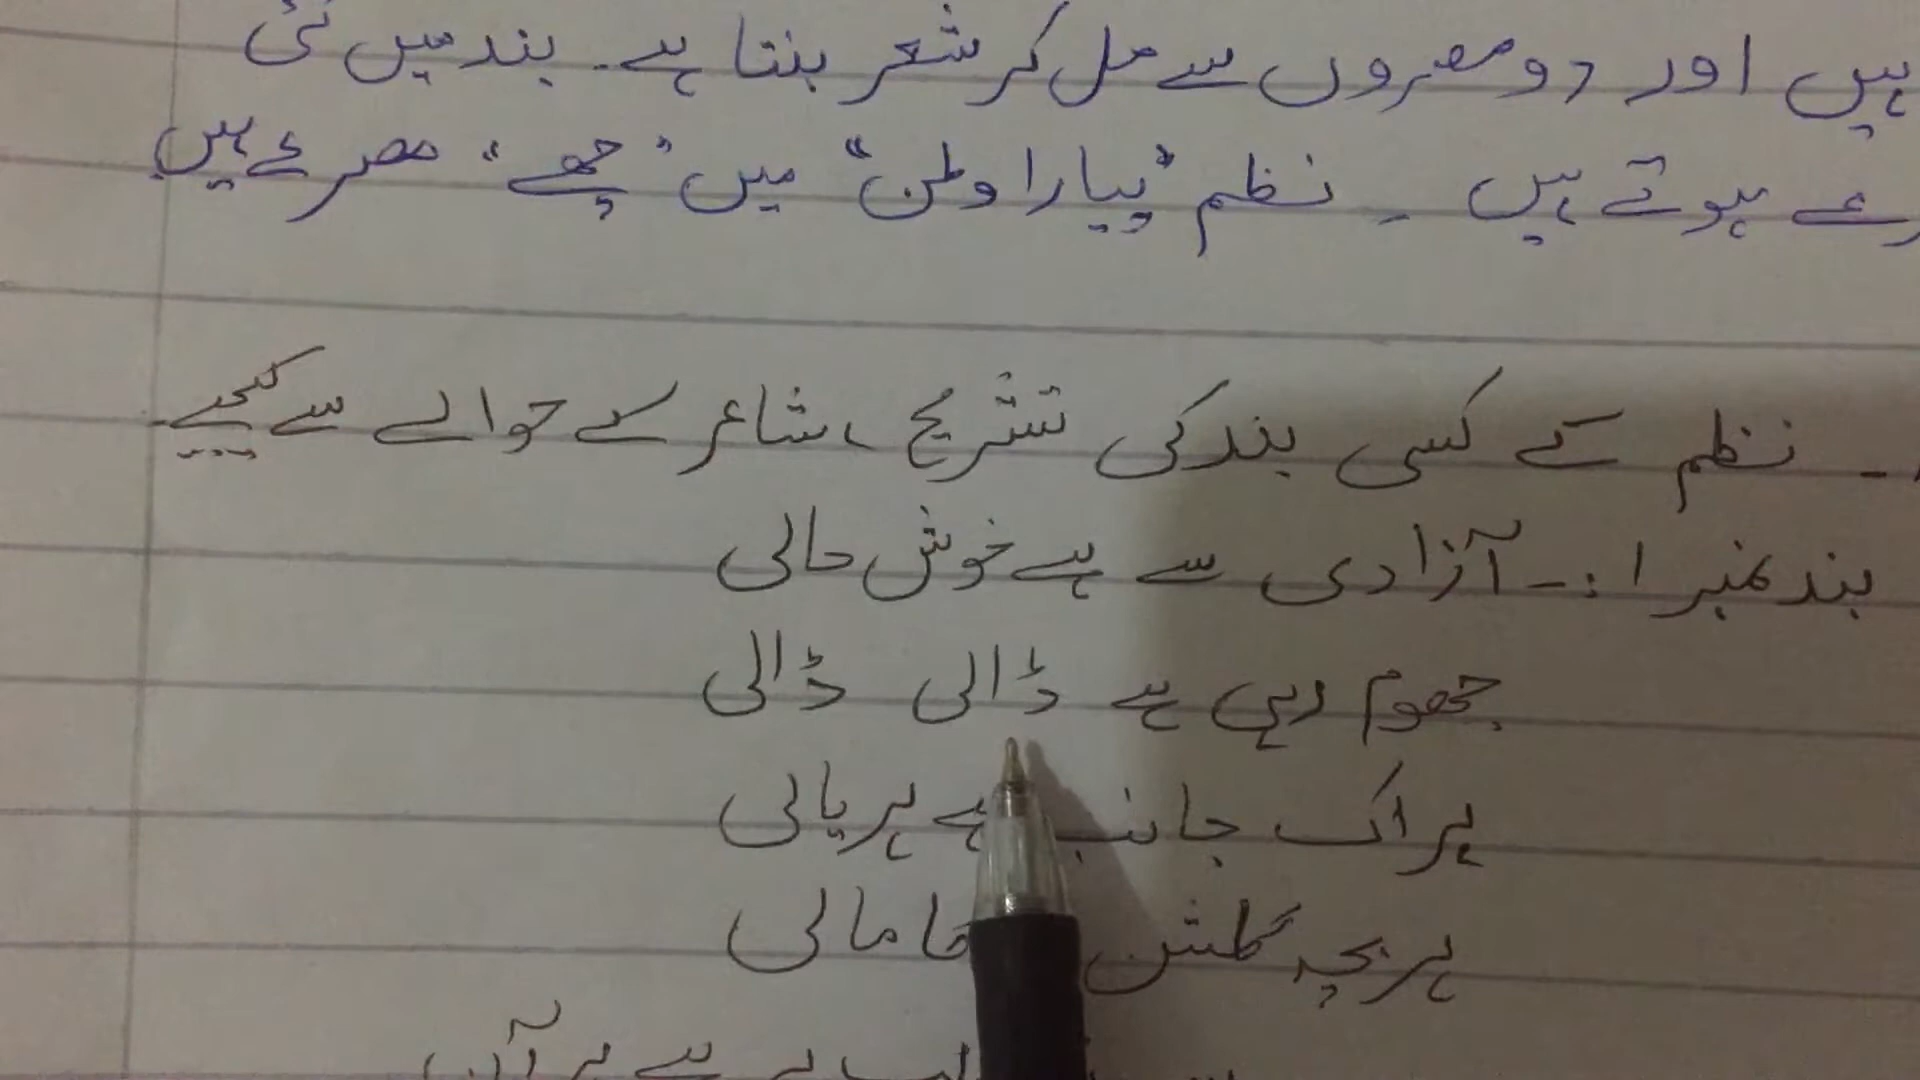 ہیں اور دو مصروں سے مل کر شعر بنتا ہے۔ بند میں کئی
ہوتے ہیں ۔ نظم "پیارا وطن" میں "چھے" مصرعے ہیں
۔ نظم کے کسی بند کی تشریح ، شاعر کے حوالے سے کیجیے۔
بند نمبر ۱ :۔ آزادی سے ہے خوش حالی
جھوم رہی ہے ڈالی ڈالی
ہر اک جانب ہے ہریالی
ہر بچہ گلشن کا مالی